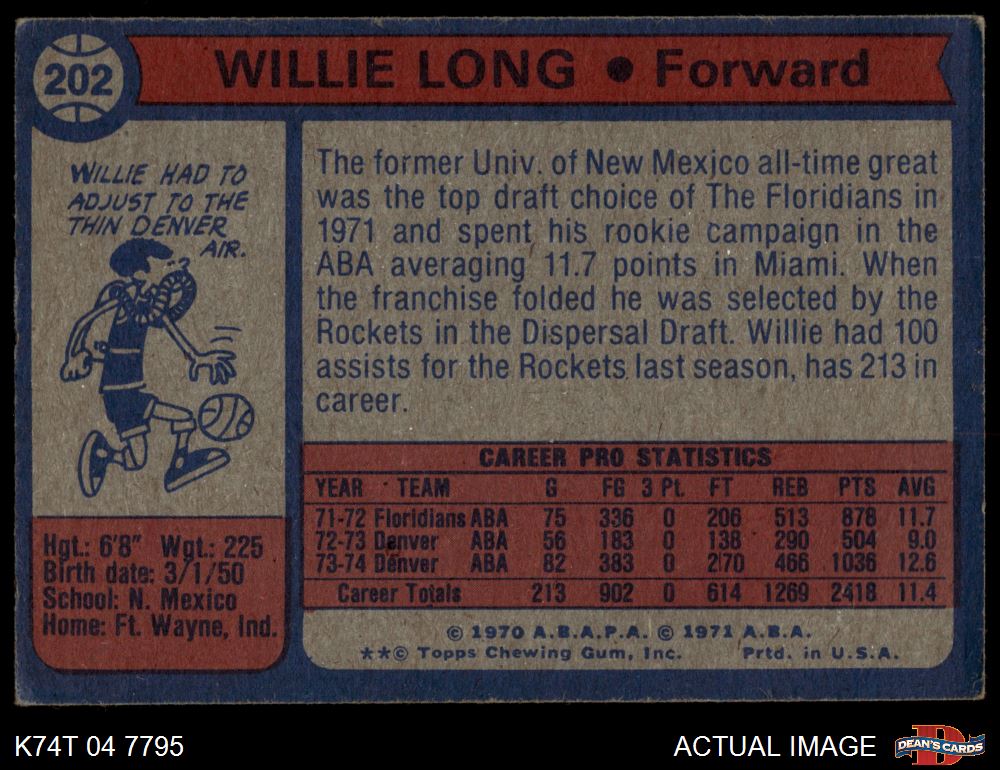 202
WILLIE LONG • Forward
WILLIE HAD TO
ADJUST TO THE
THIN DENVER
AIR.
The former Univ. of New Mexico all-time great
was the top draft choice of The Floridians in
1971 and spent his rookie campaign in the
ABA averaging 11.7 points in Miami. When
the franchise folded he was selected by the
Rockets in the Dispersal Draft. Willie had 100
assists for the Rockets last season, has 213 in
career.
CAREER PRO STATISTICS
YEAR TEAM G FG 3 Pt. FT REB PTS AVG
71-72 Floridians ABA 75 336 0 206 513 878 11.7
72-73 Denver ABA 56 183 0 138 290 504 9.0
73-74 Denver ABA 82 383 0 270 466 1036 12.6
Career Totals 213 902 0 614 1269 2418 11.4
Hgt.: 6'8" Wgt.: 225
Birth date: 3/1/50
School: N. Mexico
Home: Ft. Wayne, Ind.
© 1970 A.B.A.P.A. © 1971 A.B.A.
**© Topps Chewing Gum, Inc. Prtd. in U.S.A.
K74T 04 7795
ACTUAL IMAGE
D
DEAN'S CARDS